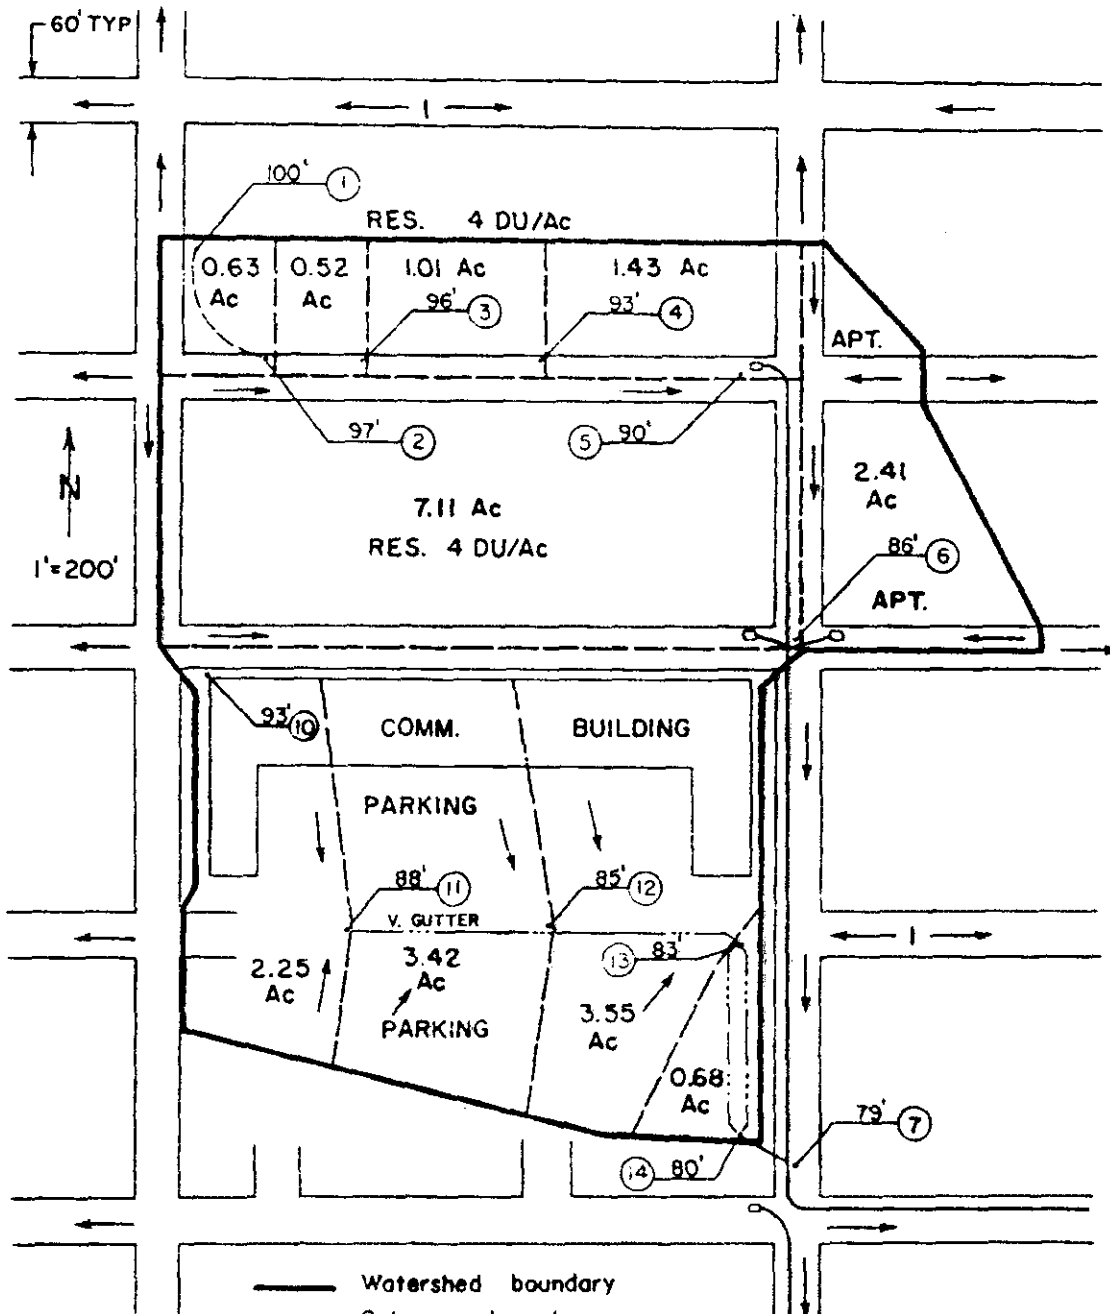 60' TYP
1
100' 1
RES. 4 DU/Ac
0.63 Ac
0.52 Ac
1.01 Ac
1.43 Ac
96' 3
93' 4
APT.
97' 2
5 90'
N
1'=200'
7.11 Ac
RES. 4 DU/Ac
2.41 Ac
86' 6
APT.
93' 10
COMM. BUILDING
PARKING
88' 11
85' 12
V. GUTTER
1
13 83'
2.25 Ac
3.42 Ac
PARKING
3.55 Ac
0.68 Ac
79' 7
14 80'
Watershed boundary